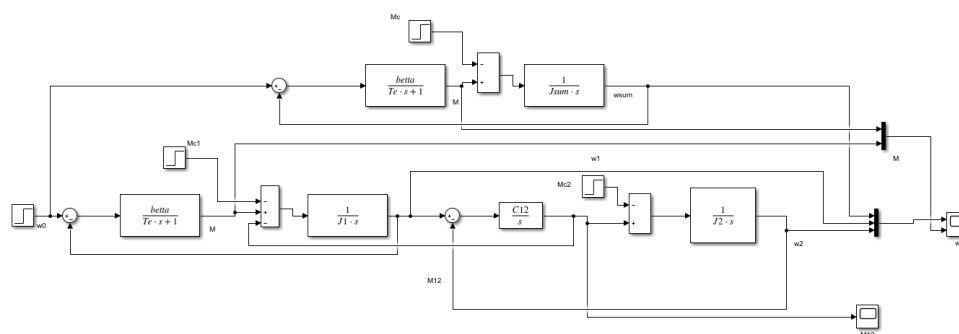 Mc
betta
Te · s + 1
M
1
Jsum · s
wsum
Mc1
w1
M
Mc2
w0
betta
Te · s + 1
M
1
J1 · s
C12
s
1
J2 · s
w2
M12